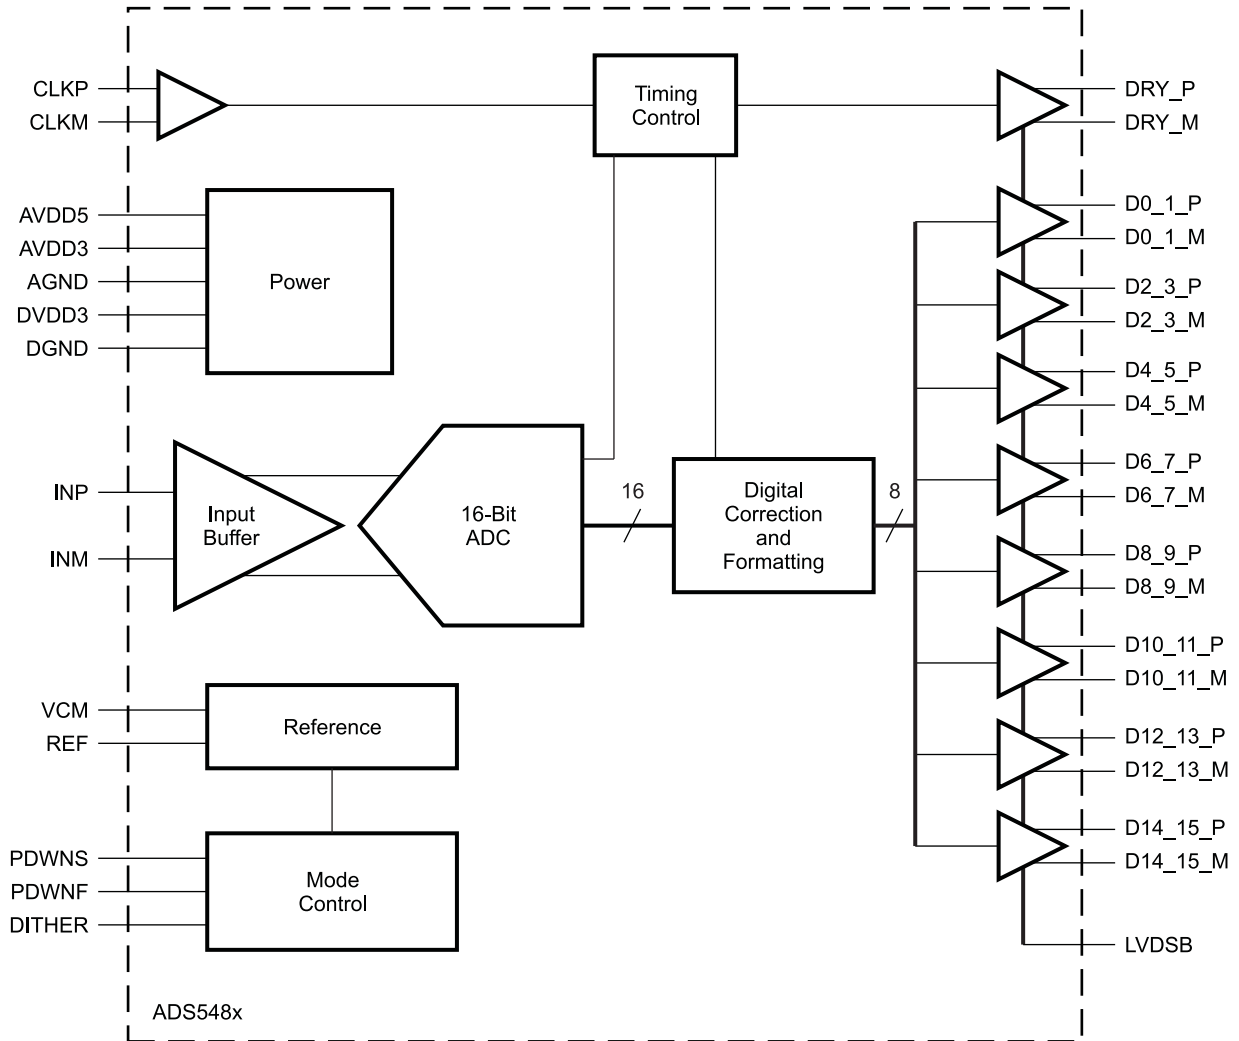 CLKP
CLKM
Timing
Control
DRY_P
DRY_M
AVDD5
AVDD3
AGND
DVDD3
DGND
Power
D0_1_P
D0_1_M
D2_3_P
D2_3_M
D4_5_P
D4_5_M
INP
INM
Input
Buffer
16-Bit
ADC
16
Digital
Correction
and
Formatting
8
D6_7_P
D6_7_M
D8_9_P
D8_9_M
D10_11_P
D10_11_M
VCM
REF
Reference
D12_13_P
D12_13_M
PDWNS
PDWNF
DITHER
Mode
Control
D14_15_P
D14_15_M
LVDSB
ADS548x